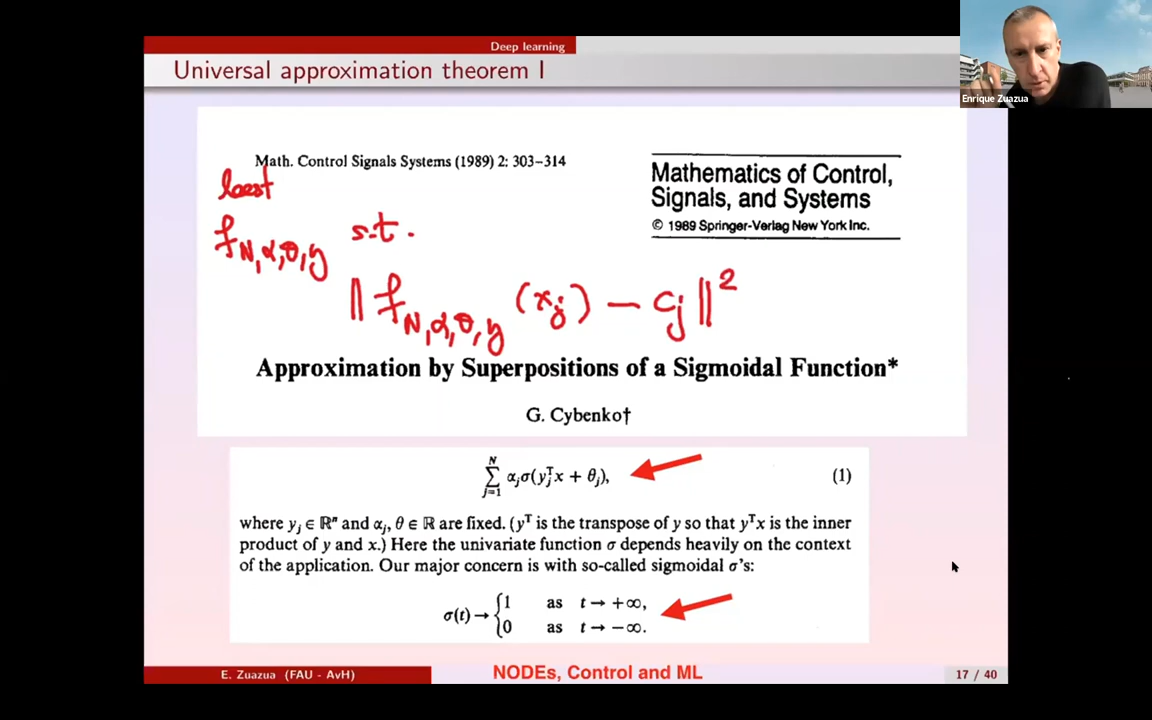 Deep learning
Universal approximation theorem I
Enrique Zuazua
Math. Control Signals Systems (1989) 2: 303–314
Mathematics of Control,
Signals, and Systems
© 1989 Springer-Verlag New York Inc.
f_{N,α,θ,y} s.t.
‖f_{N,α,θ,y}(x_j) − c_j‖²
Approximation by Superpositions of a Sigmoidal Function*
G. Cybenko†
∑_{j=1}^{N} α_jσ(y_j^T x + θ_j), (1)
where y_j ∈ ℝⁿ and α_j, θ ∈ ℝ are fixed. (y^T is the transpose of y so that y^T x is the inner
product of y and x.) Here the univariate function σ depends heavily on the context
of the application. Our major concern is with so-called sigmoidal σ's:
σ(t) → { 1 as t → +∞,
0 as t → −∞.
E. Zuazua (FAU - AvH)
NODEs, Control and ML
17 / 40